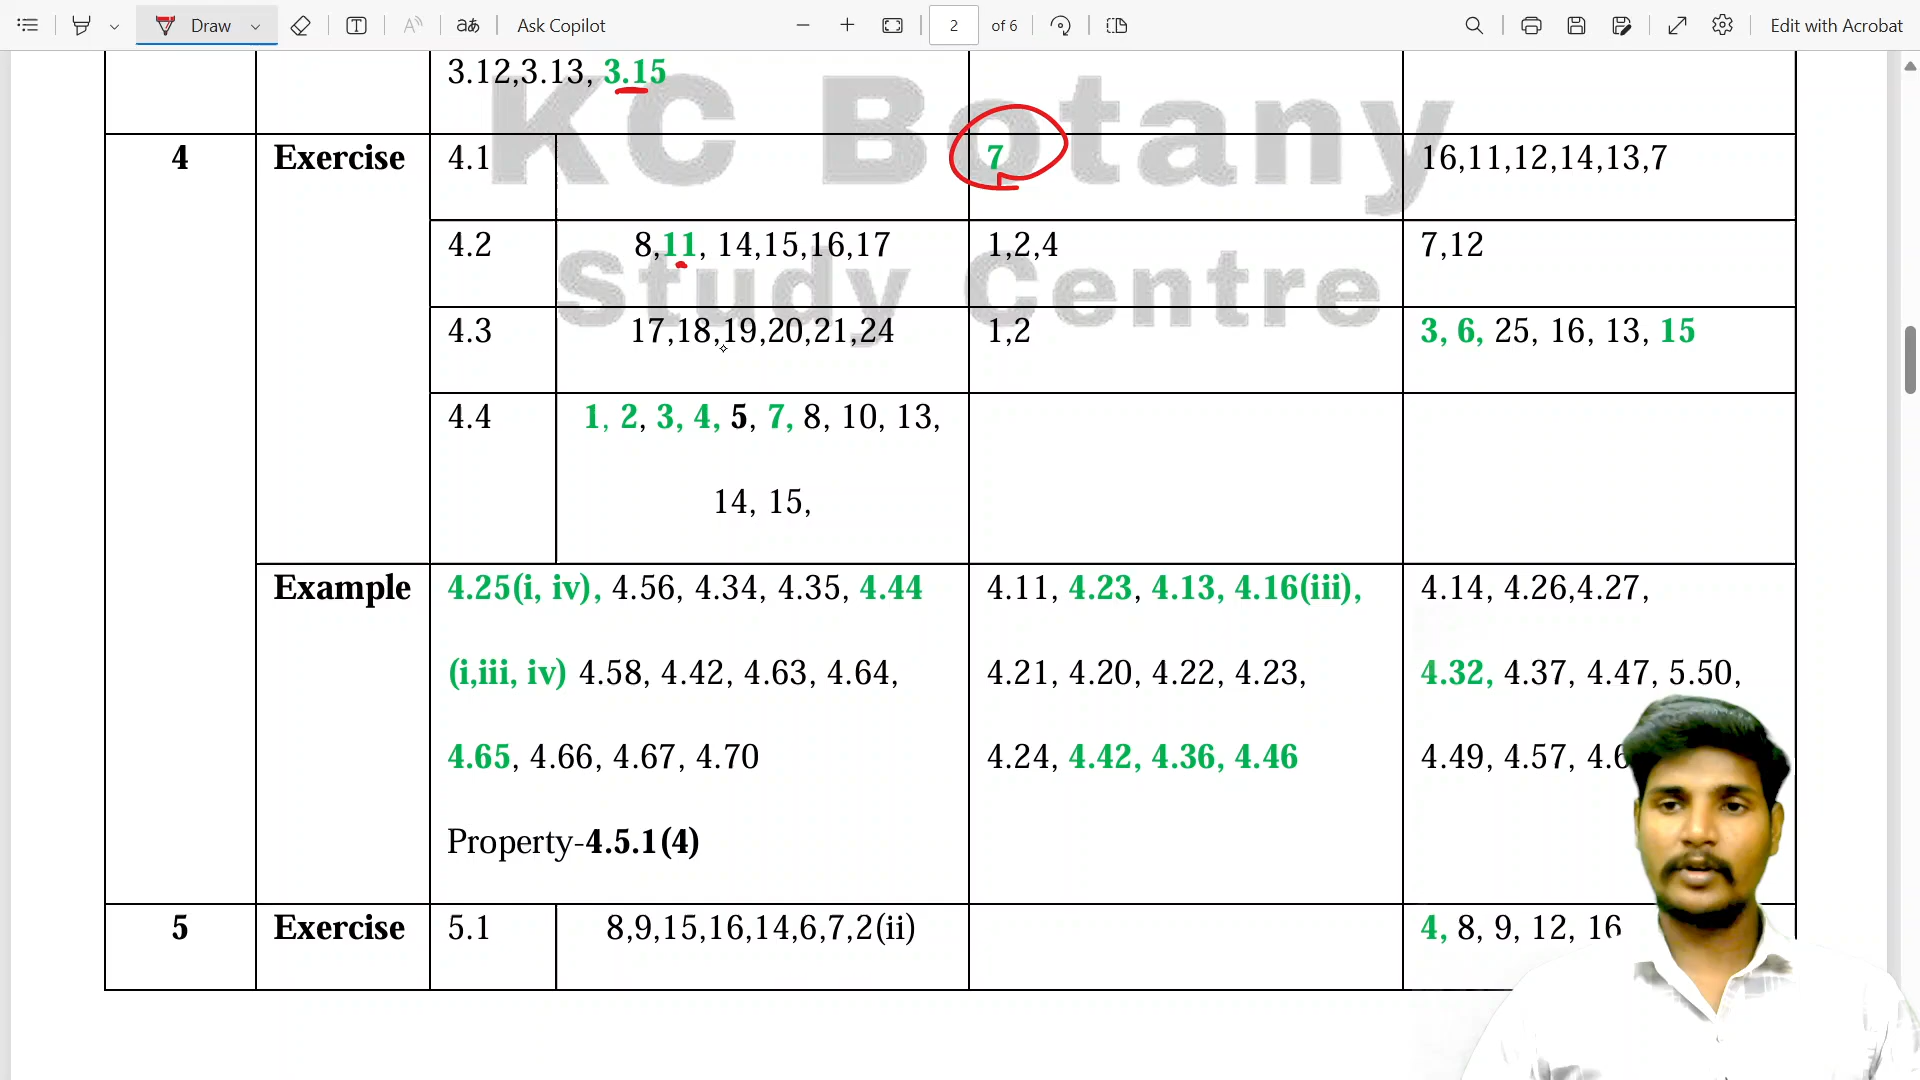 Draw
Ask Copilot
2 of 6
Edit with Acrobat
KC Botany
Study Centre
3.12,3.13, 3.15
4 Exercise 4.1 7 16,11,12,14,13,7
4.2 8,11, 14,15,16,17 1,2,4 7,12
4.3 17,18,19,20,21,24 1,2 3, 6, 25, 16, 13, 15
4.4 1, 2, 3, 4, 5, 7, 8, 10, 13,
14, 15,
Example 4.25(i, iv), 4.56, 4.34, 4.35, 4.44 4.11, 4.23, 4.13, 4.16(iii), 4.14, 4.26,4.27,
(i,iii, iv) 4.58, 4.42, 4.63, 4.64, 4.21, 4.20, 4.22, 4.23, 4.32, 4.37, 4.47, 5.50,
4.65, 4.66, 4.67, 4.70 4.24, 4.42, 4.36, 4.46 4.49, 4.57,
Property-4.5.1(4)
5 Exercise 5.1 8,9,15,16,14,6,7,2(ii) 4, 8, 9, 12, 16